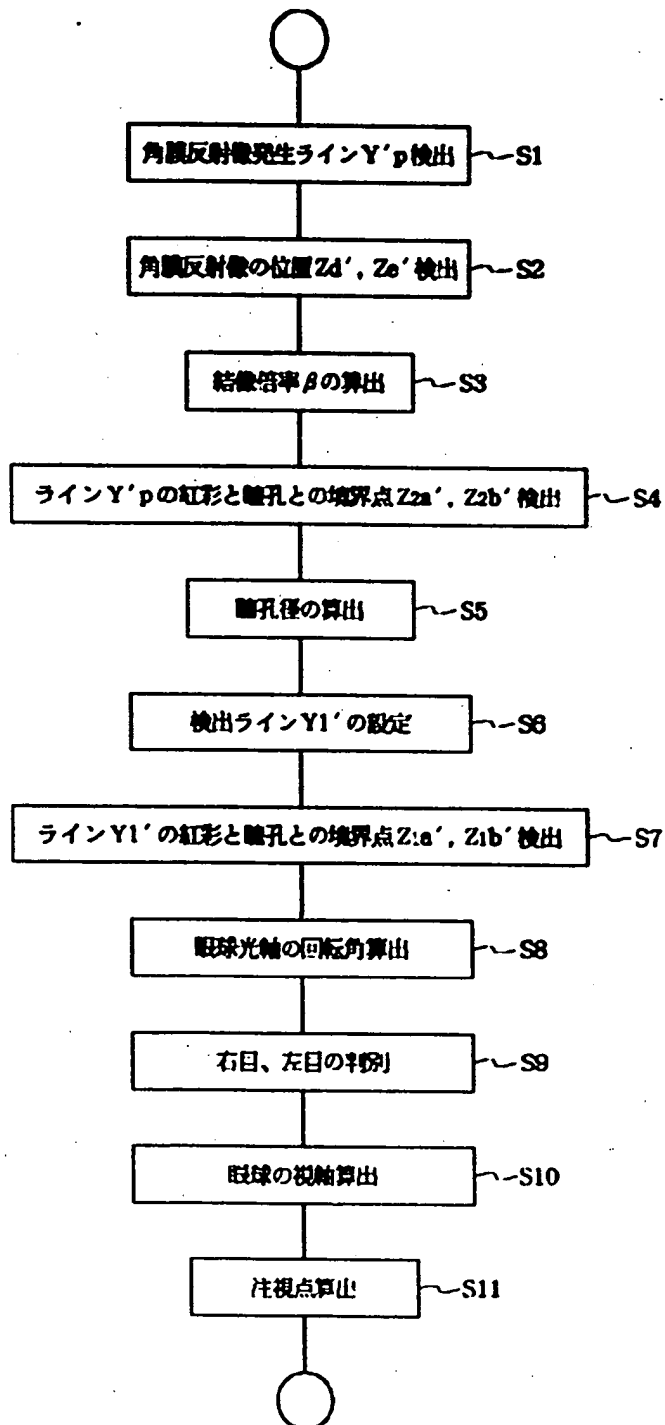 角膜反射像発生ラインY'p検出 S1
角膜反射像の位置Zd', Ze'検出 S2
結像倍率βの算出 S3
ラインY'pの虹彩と瞳孔との境界点Z2a', Z2b'検出 S4
瞳孔径の算出 S5
検出ラインY1'の設定 S6
ラインY1'の虹彩と瞳孔との境界点Z1a', Z1b'検出 S7
眼球光軸の回転角算出 S8
右目、左目の判別 S9
眼球の視軸算出 S10
注視点算出 S11